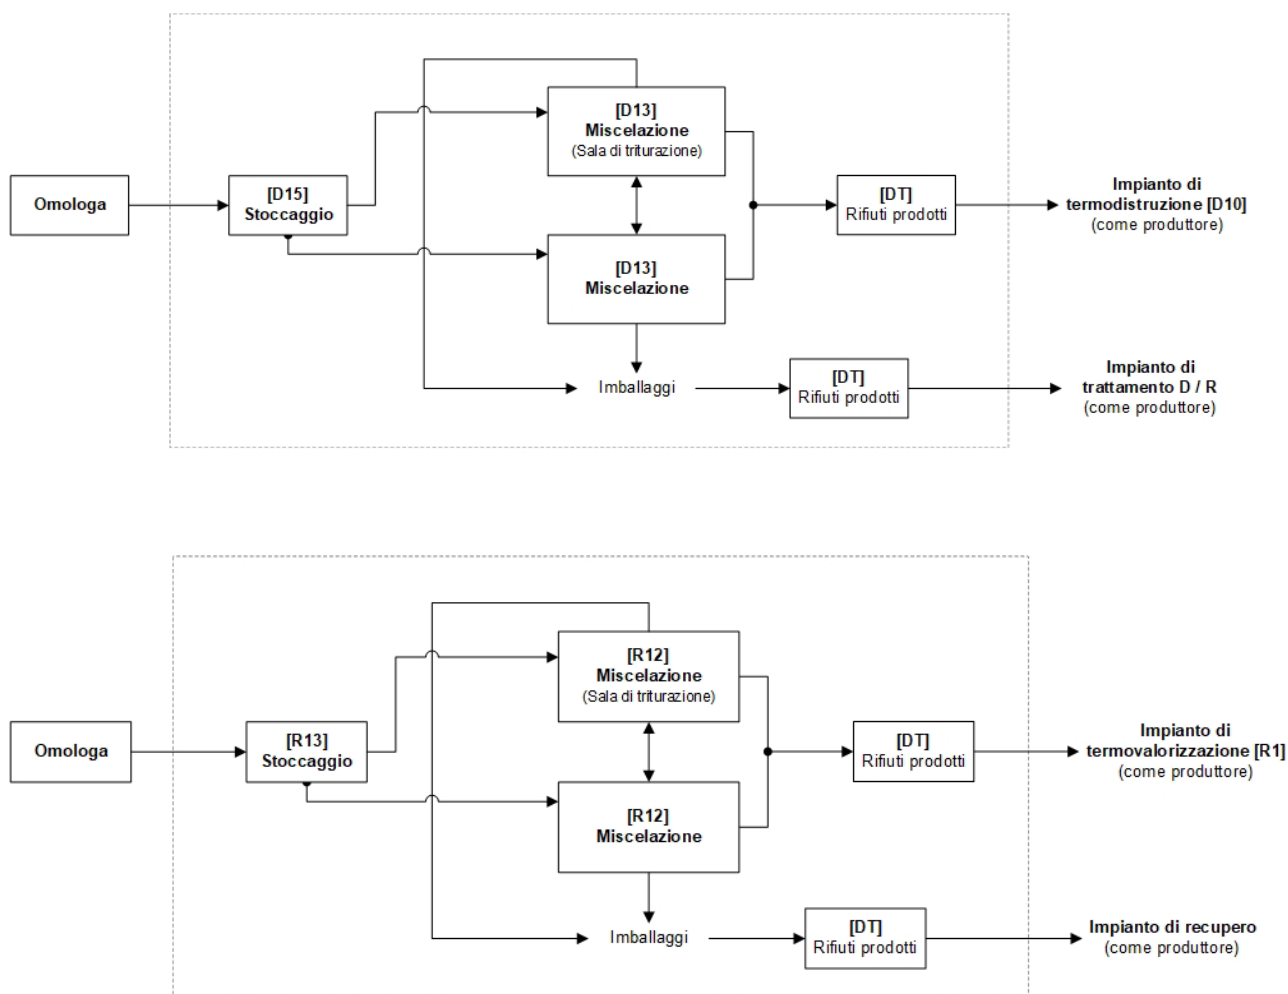 [D13]
Miscelazione
(Sala di triturazione)
Omologa
[D15]
Stoccaggio
[DT]
Rifiuti prodotti
Impianto di
termodistruzione [D10]
(come produttore)
[D13]
Miscelazione
Imballaggi
[DT]
Rifiuti prodotti
Impianto di
trattamento D / R
(come produttore)
[R12]
Miscelazione
(Sala di triturazione)
Omologa
[R13]
Stoccaggio
[DT]
Rifiuti prodotti
Impianto di
termovalorizzazione [R1]
(come produttore)
[R12]
Miscelazione
Imballaggi
[DT]
Rifiuti prodotti
Impianto di recupero
(come produttore)